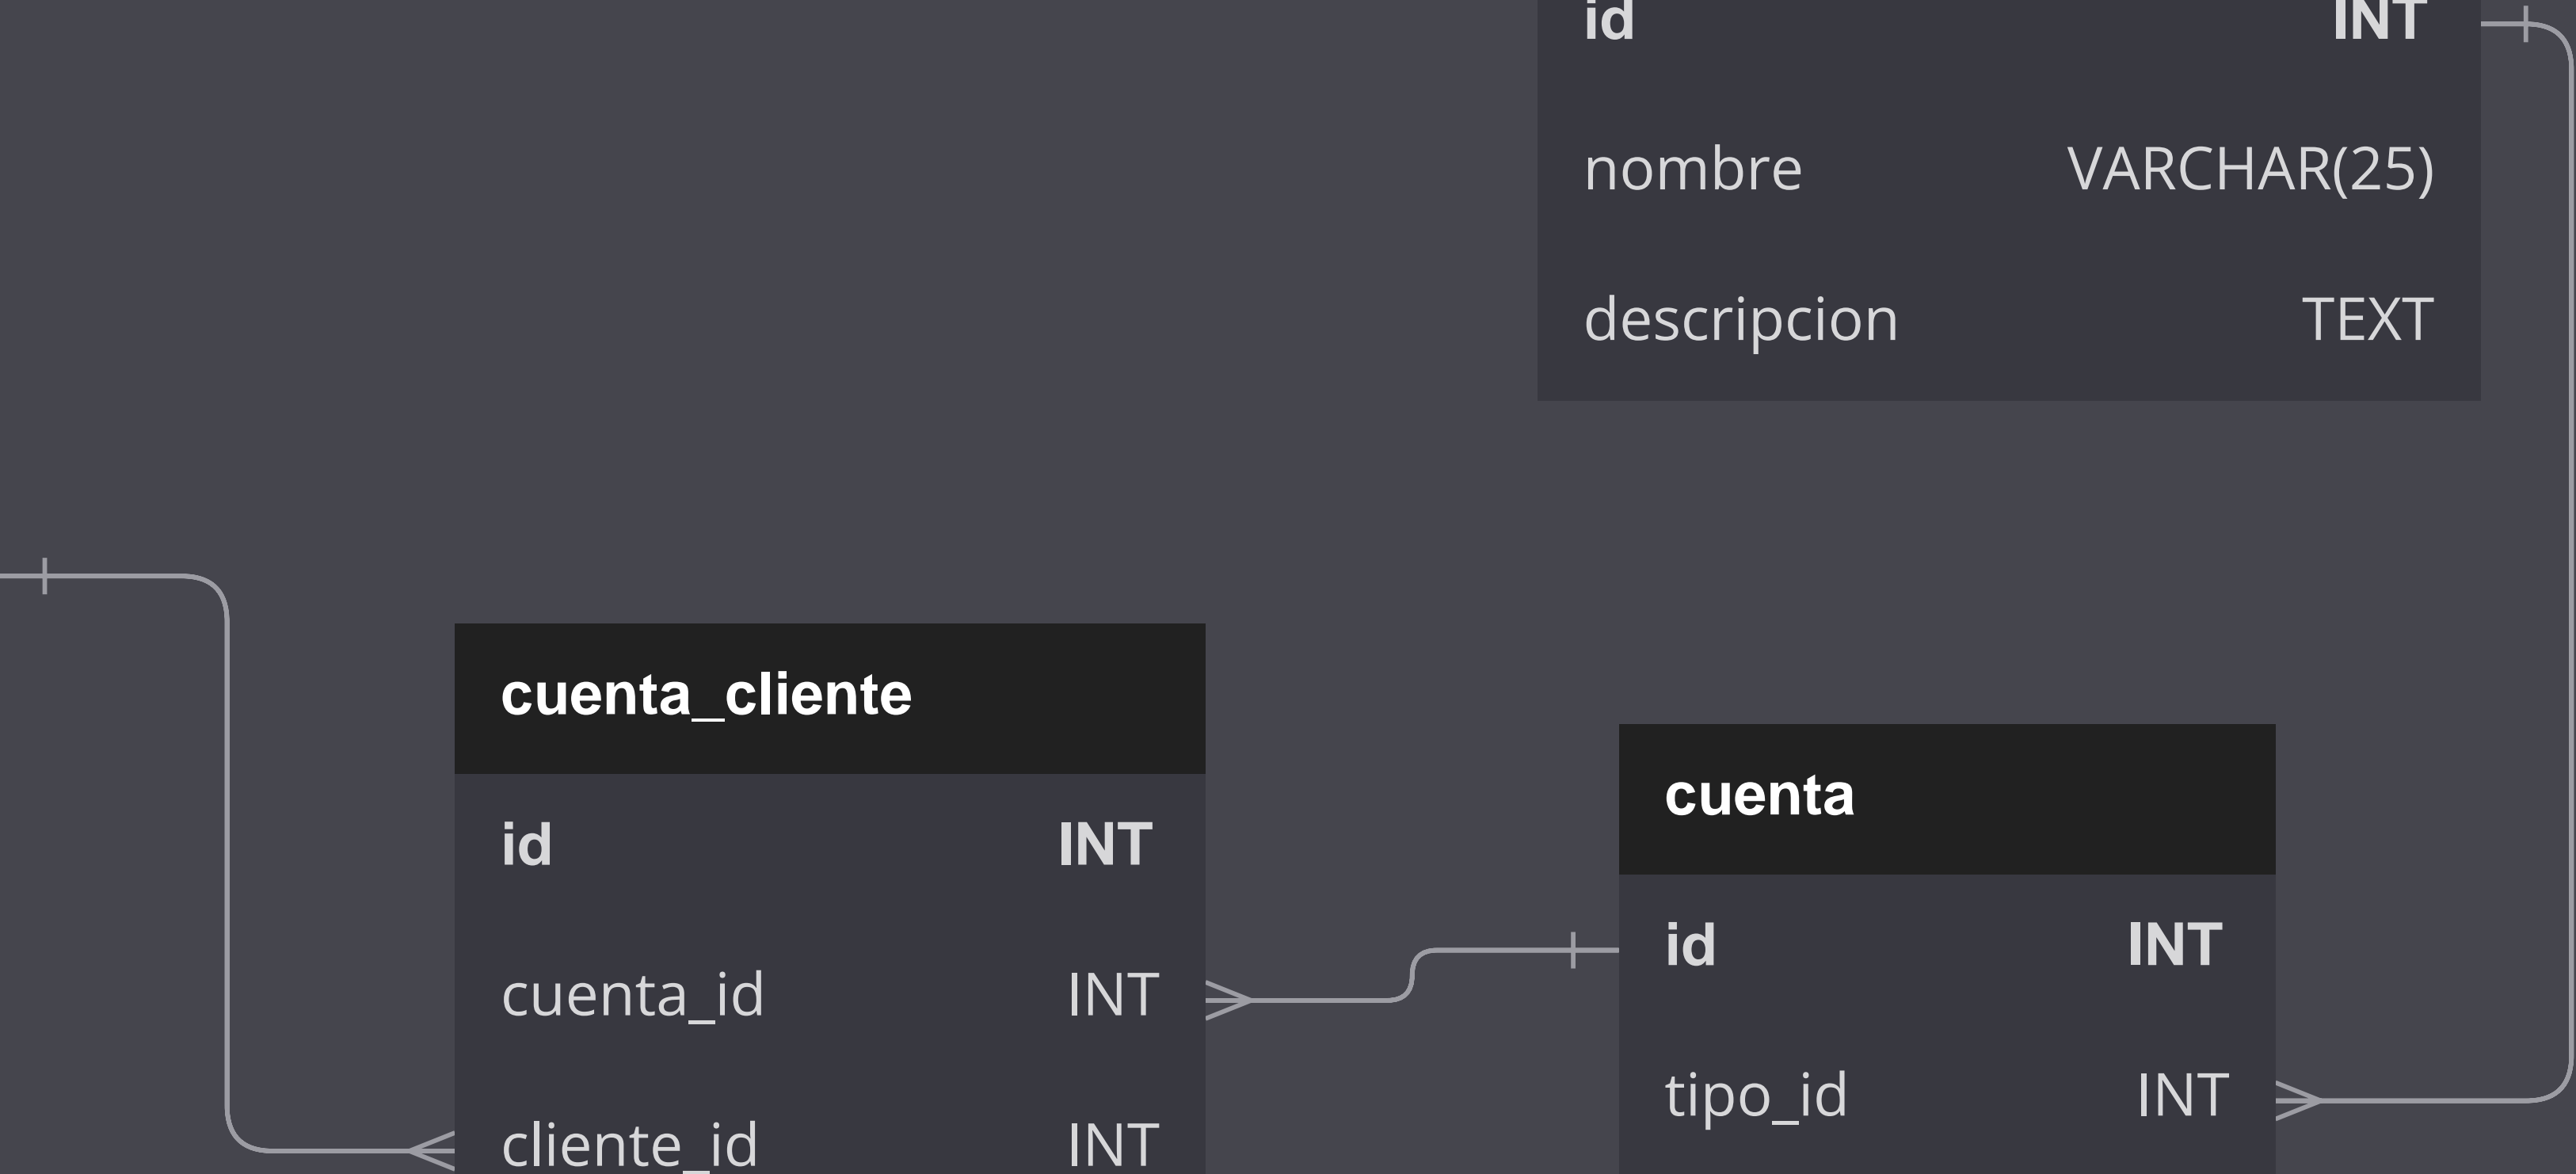 id INT
nombre VARCHAR(25)
descripcion TEXT
cuenta_cliente
id INT
cuenta_id INT
cliente_id INT
cuenta
id INT
tipo_id INT